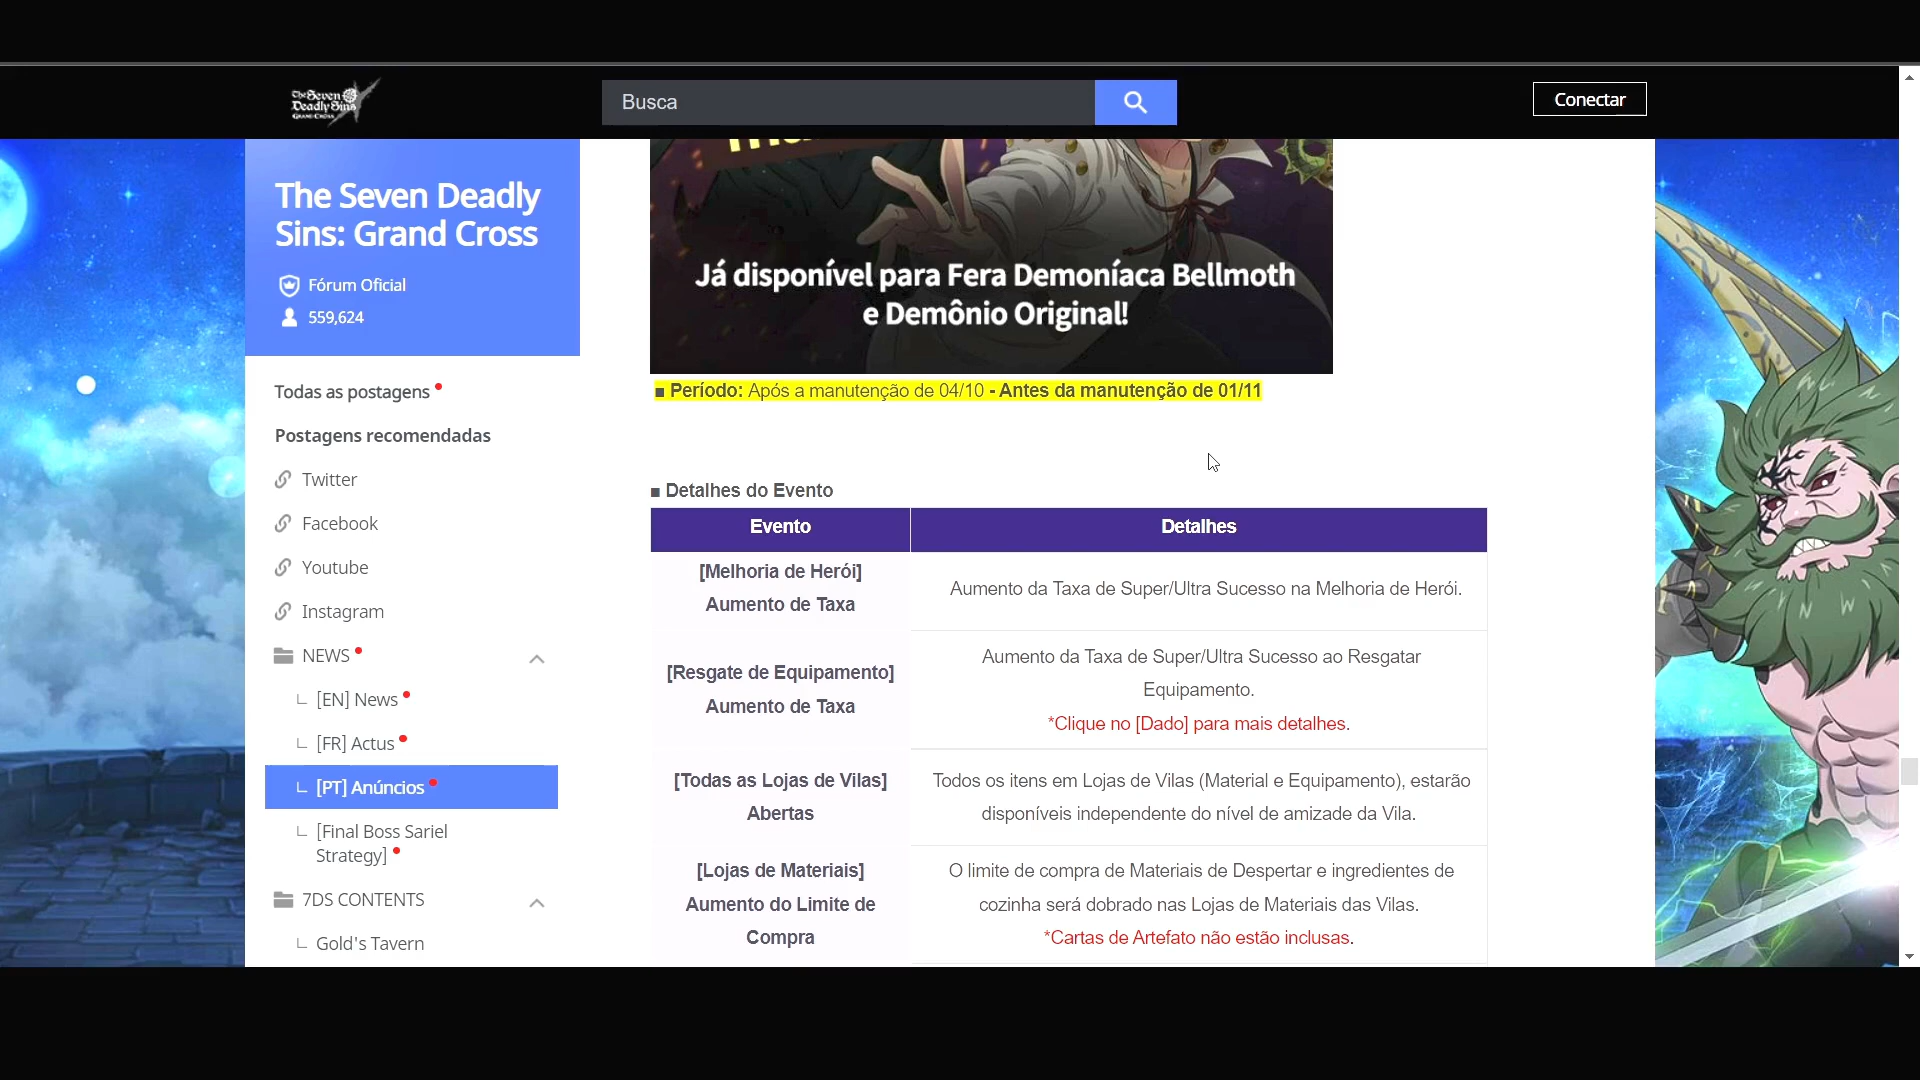 The Seven
Deadly Sins
GRAND CROSS
Busca
Conectar
The Seven Deadly
Sins: Grand Cross
Fórum Oficial
559,624
Todas as postagens
Postagens recomendadas
Twitter
Facebook
Youtube
Instagram
NEWS
[EN] News
[FR] Actus
[PT] Anúncios
[Final Boss Sariel
Strategy]
7DS CONTENTS
Gold's Tavern
Já disponível para Fera Demoníaca Bellmoth
e Demônio Original!
■ Período: Após a manutenção de 04/10 - Antes da manutenção de 01/11
■ Detalhes do Evento
Evento
Detalhes
[Melhoria de Herói]
Aumento de Taxa
Aumento da Taxa de Super/Ultra Sucesso na Melhoria de Herói.
[Resgate de Equipamento]
Aumento de Taxa
Aumento da Taxa de Super/Ultra Sucesso ao Resgatar
Equipamento.
*Clique no [Dado] para mais detalhes.
[Todas as Lojas de Vilas]
Abertas
Todos os itens em Lojas de Vilas (Material e Equipamento), estarão
disponíveis independente do nível de amizade da Vila.
[Lojas de Materiais]
Aumento do Limite de
Compra
O limite de compra de Materiais de Despertar e ingredientes de
cozinha será dobrado nas Lojas de Materiais das Vilas.
*Cartas de Artefato não estão inclusas.